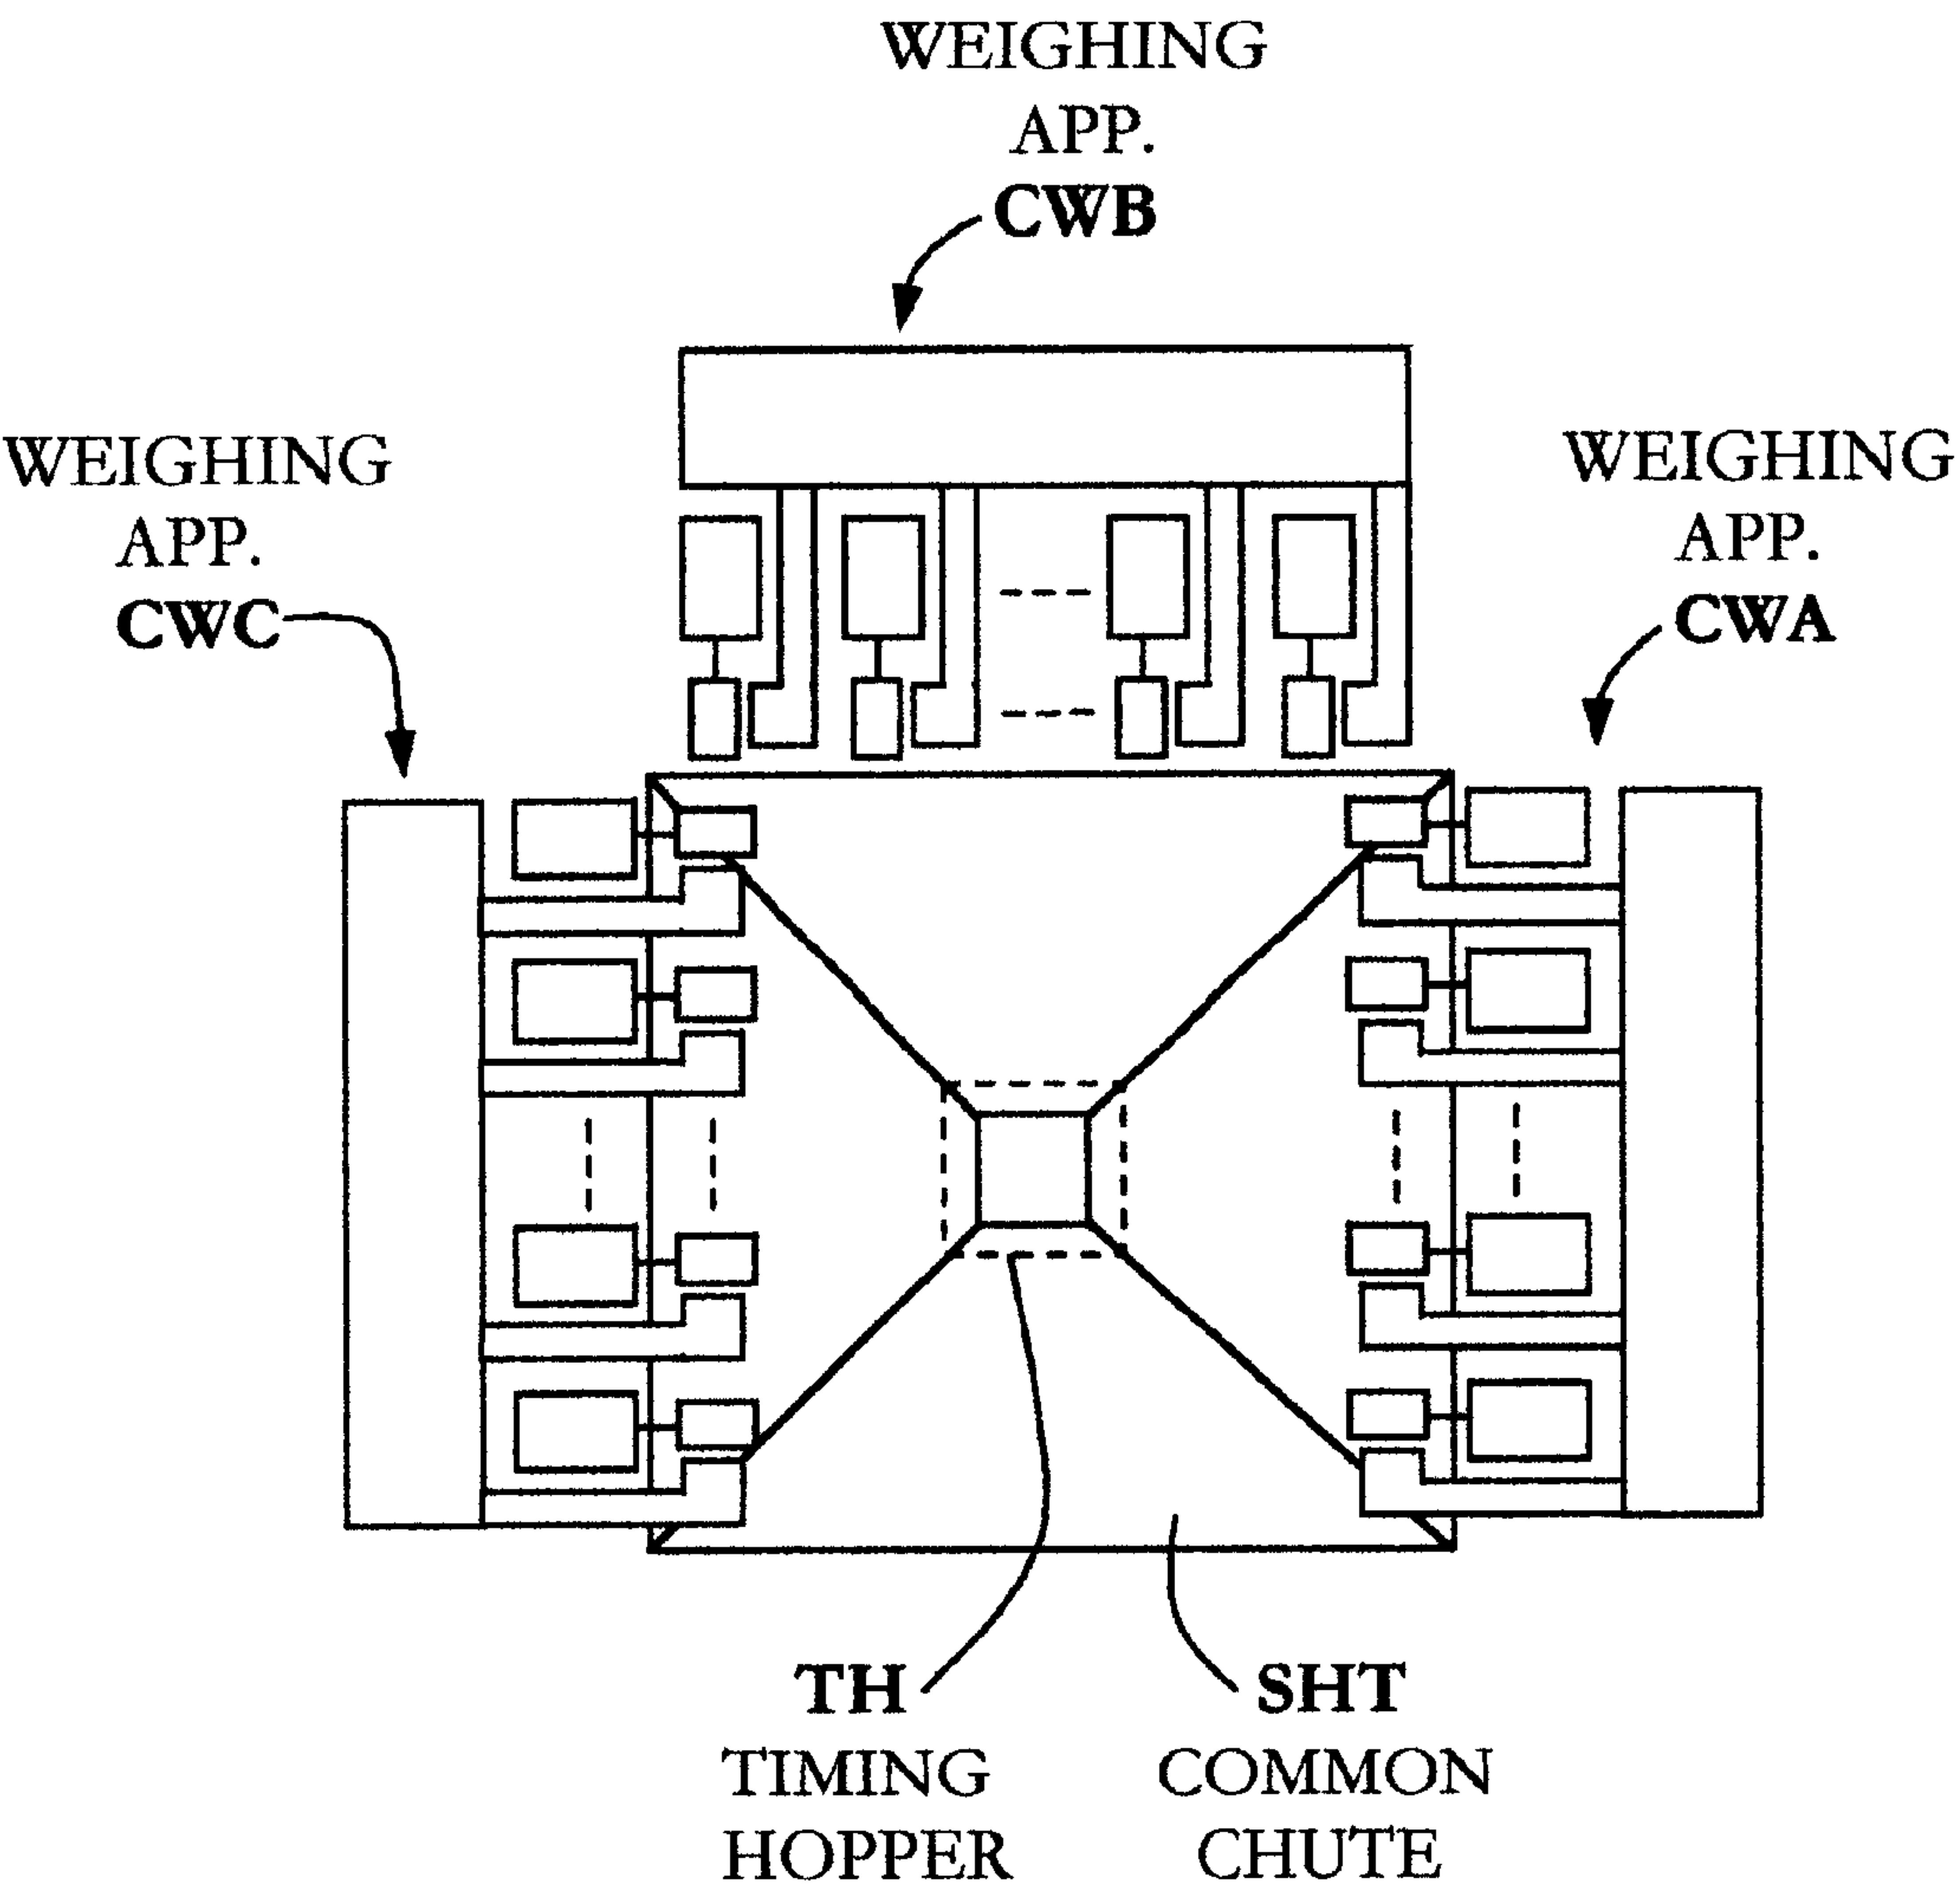 WEIGHING
APP.
CWB
WEIGHING
APP.
CWC
WEIGHING
APP.
CWA
TH
TIMING
HOPPER
SHT
COMMON
CHUTE